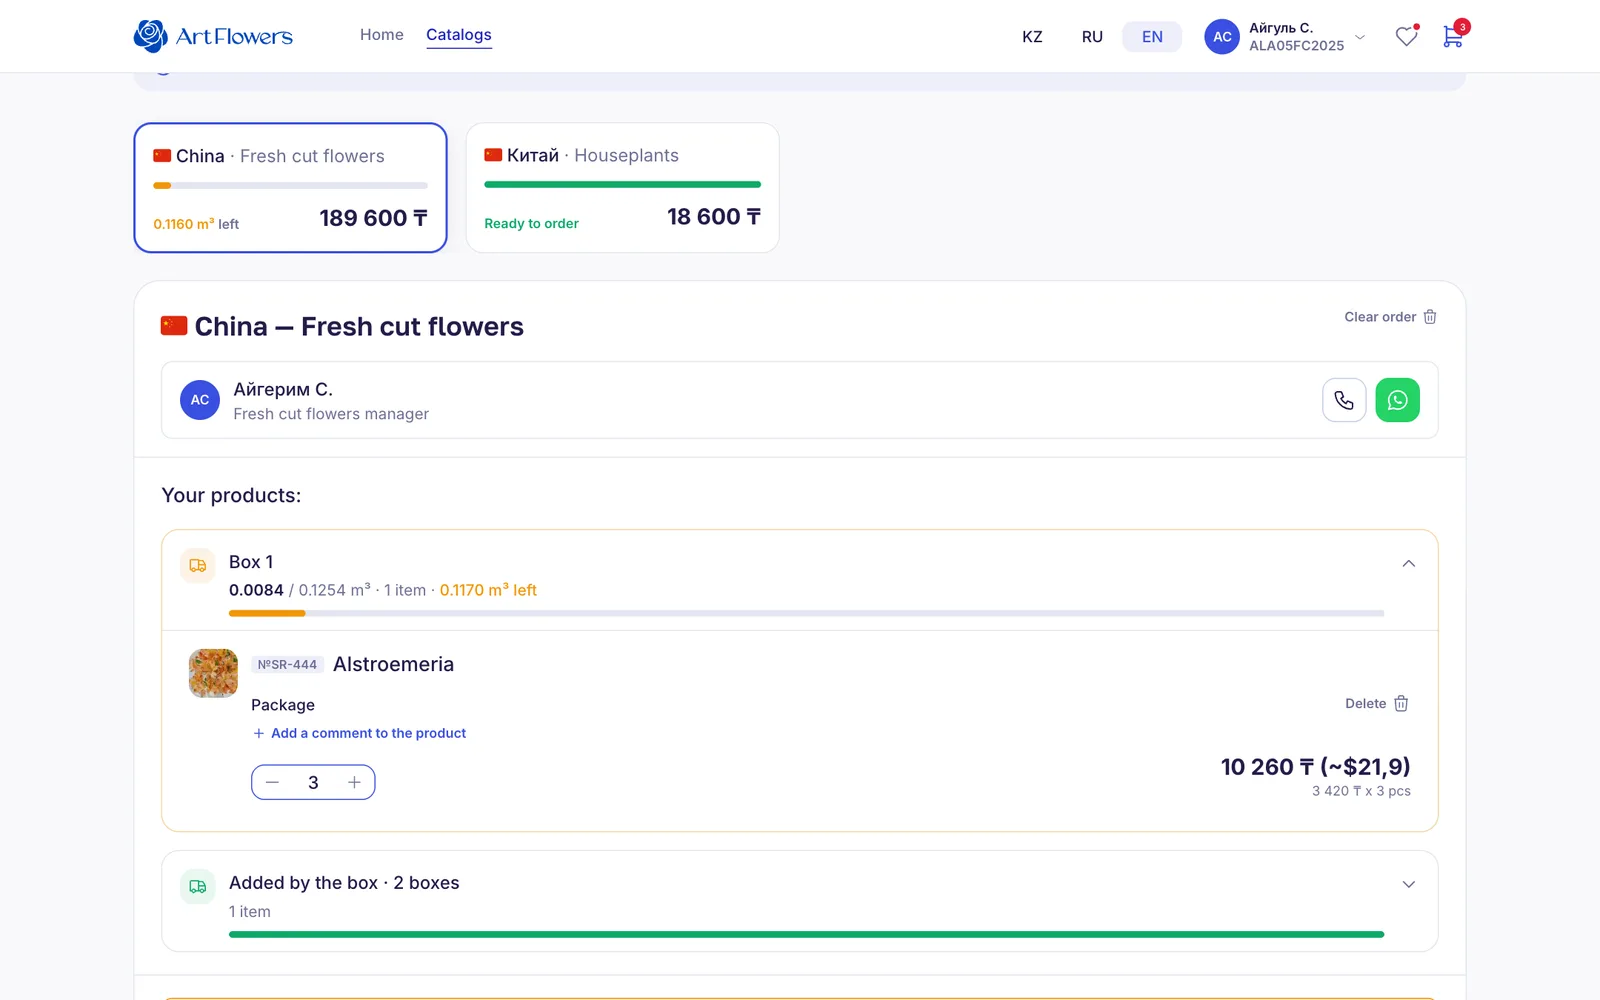 ArtFlowers
Home
Catalogs
KZ
RU
EN
AC
Айгуль С.
ALA05FC2025
3
China · Fresh cut flowers
0.1160 m³ left
189 600 ₸
Китай · Houseplants
Ready to order
18 600 ₸
China – Fresh cut flowers
Clear order
AC
Айгерим С.
Fresh cut flowers manager
Your products:
Box 1
0.0084 / 0.1254 m³ · 1 item · 0.1170 m³ left
№SR-444 Alstroemeria
Package
Delete
+ Add a comment to the product
− 3 +
10 260 ₸ (~$21,9)
3 420 ₸ x 3 pcs
Added by the box · 2 boxes
1 item